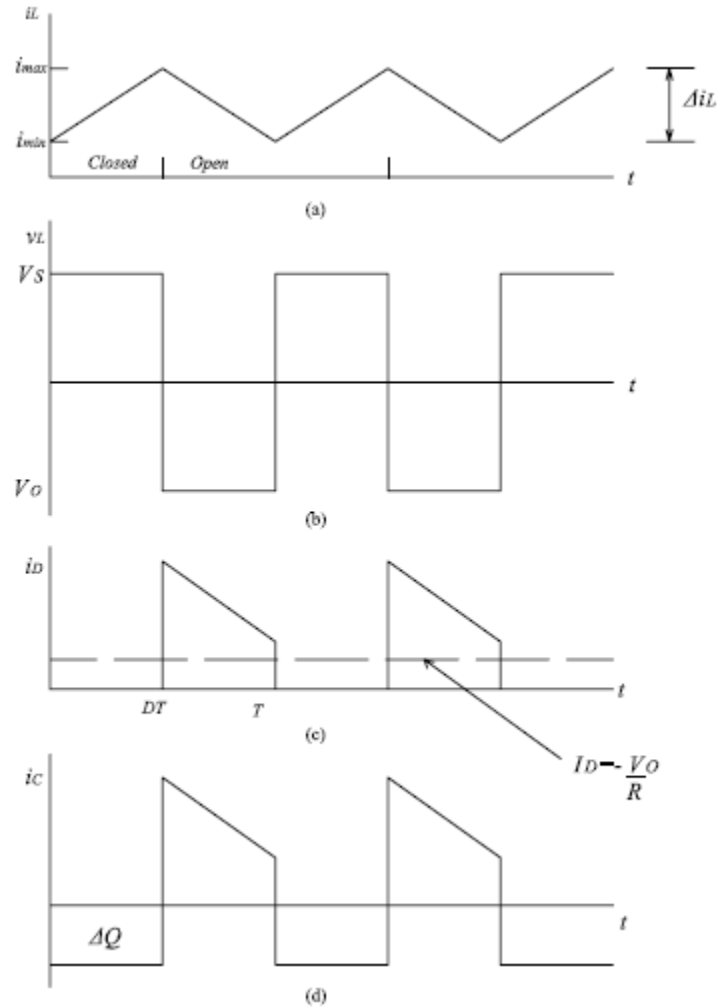 iL
imax
imin
ΔiL
Closed Open
t
(a)
vL
VS
t
VO
(b)
iD
t
DT T
(c)
ID=-VO
R
iC
t
ΔQ
(d)